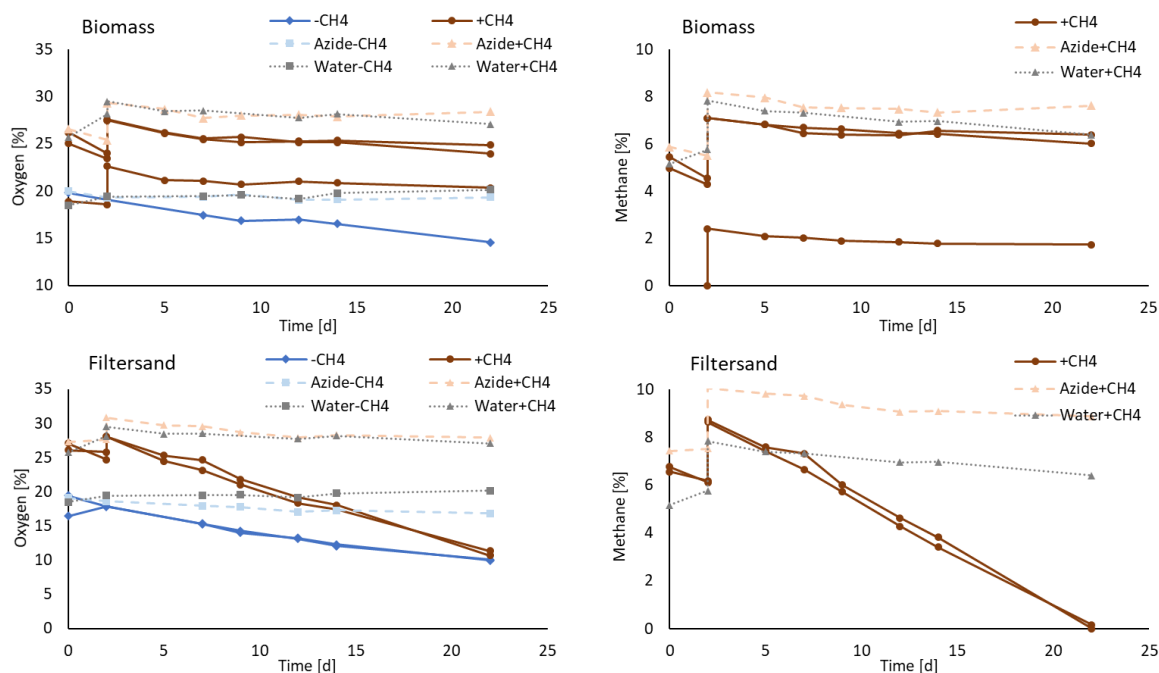 Biomass
-CH4 +CH4
Azide-CH4 Azide+CH4
Water-CH4 Water+CH4
Oxygen [%]
35
30
25
20
15
10
0 5 10 15 20 25
Time [d]
Biomass
+CH4
Azide+CH4
Water+CH4
Methane [%]
10
8
6
4
2
0
0 5 10 15 20 25
Time [d]
Filtersand
-CH4 +CH4
Azide-CH4 Azide+CH4
Water-CH4 Water+CH4
Oxygen [%]
35
30
25
20
15
10
5
0
0 5 10 15 20 25
Time [d]
Filtersand
+CH4
Azide+CH4
Water+CH4
Methane [%]
10
8
6
4
2
0
0 5 10 15 20 25
Time [d]